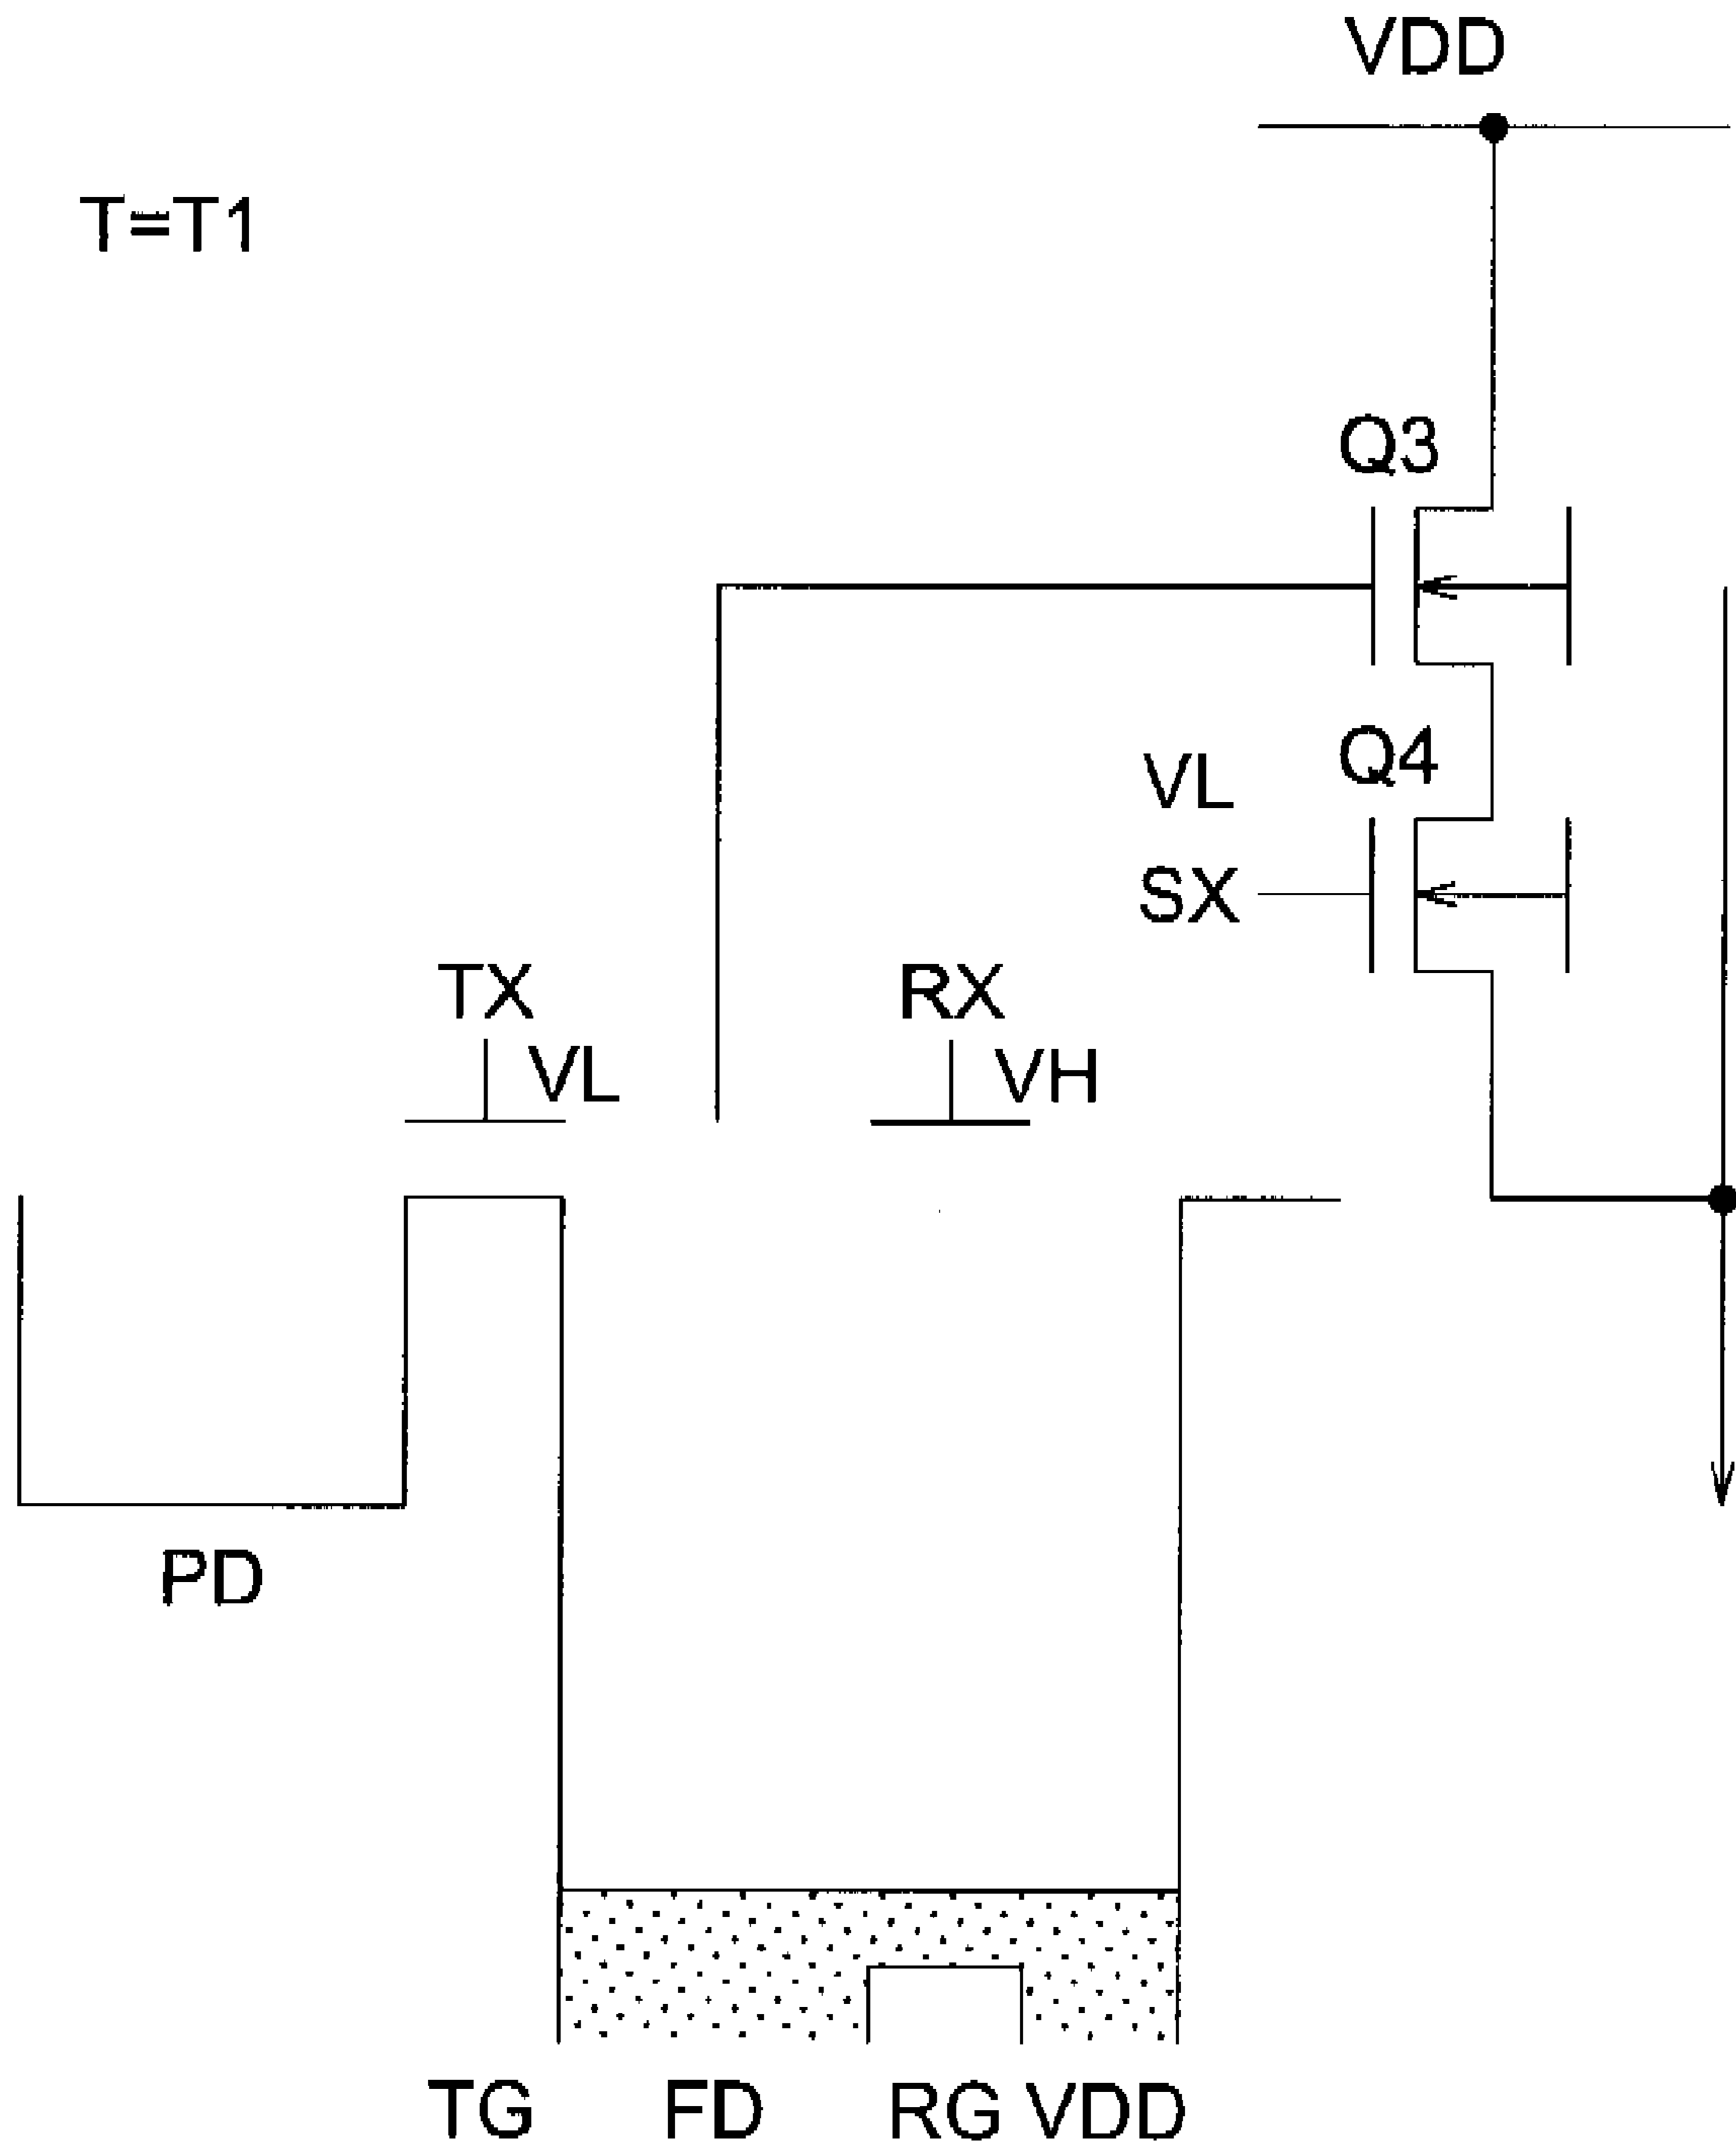 VDD
T=T1
Q3
Q4
VL
SX
TX
RX
VL
VH
PD
TG FD RG VDD